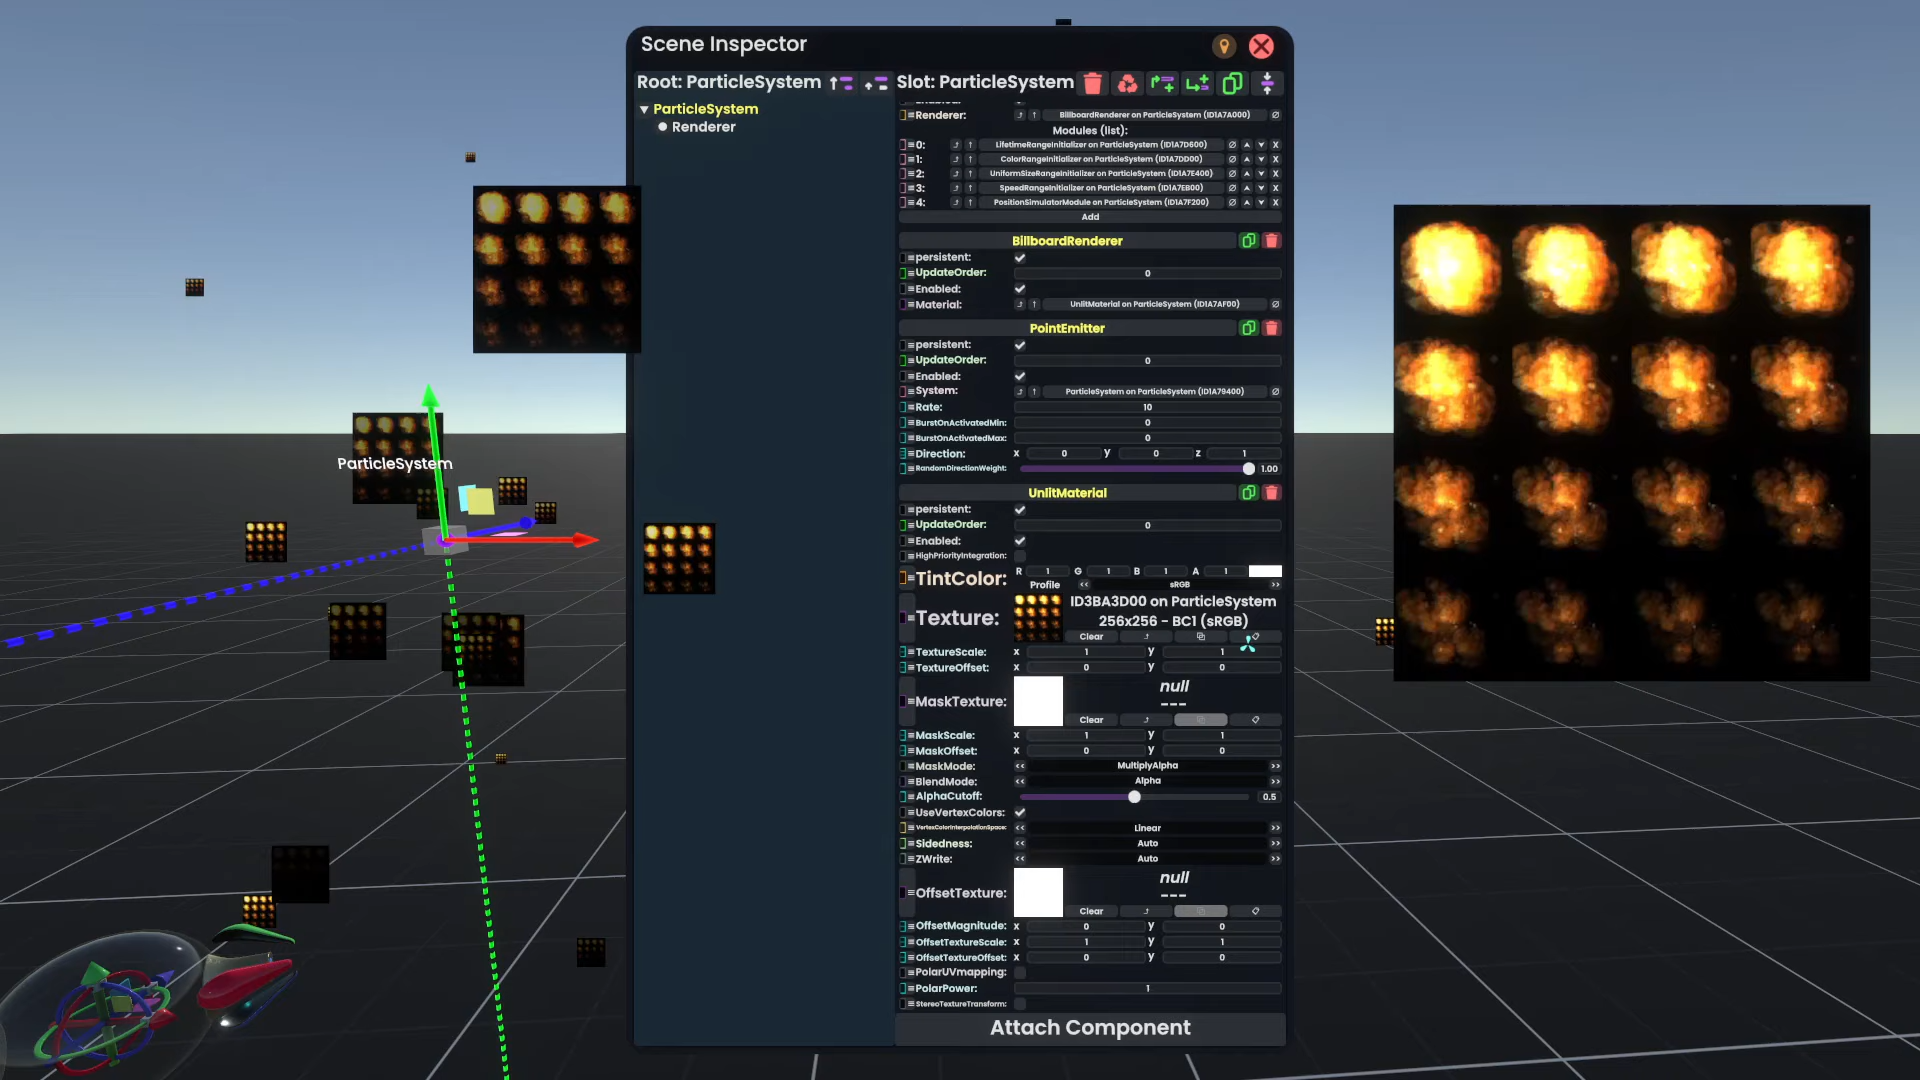 Scene Inspector
Root: ParticleSystem
Slot: ParticleSystem
ParticleSystem
Renderer
Renderer: BillboardRenderer on ParticleSystem (ID1A7A000)
Modules (list):
0: LifetimeRangeInitializer on ParticleSystem (ID1A7D600) X
1: ColorRangeInitializer on ParticleSystem (ID1A7DD00) X
2: UniformSizeRangeInitializer on ParticleSystem (ID1A7E400) X
3: SpeedRangeInitializer on ParticleSystem (ID1A7EB00) X
4: PositionSimulatorModule on ParticleSystem (ID1A7F200) X
Add
BillboardRenderer
persistent:
UpdateOrder: 0
Enabled:
Material: UnlitMaterial on ParticleSystem (ID1A7AF00)
PointEmitter
persistent:
UpdateOrder: 0
Enabled:
System: ParticleSystem on ParticleSystem (ID1A79400)
Rate: 10
BurstOnActivatedMin: 0
BurstOnActivatedMax: 0
Direction: x 0 y 0 z 1
RandomDirectionWeight: 1.00
UnlitMaterial
persistent:
UpdateOrder: 0
Enabled:
HighPriorityIntegration:
TintColor: R 1 G 1 B 1 A 1
Profile << sRGB >>
Texture: ID3BA3D00 on ParticleSystem
256x256 - BC1 (sRGB)
Clear
TextureScale: x 1 y 1
TextureOffset: x 0 y 0
MaskTexture: null
---
Clear
MaskScale: x 1 y 1
MaskOffset: x 0 y 0
MaskMode: << MultiplyAlpha >>
BlendMode: << Alpha >>
AlphaCutoff: 0.5
UseVertexColors:
VertexColorInterpolationSpace: << Linear >>
Sidedness: << Auto >>
ZWrite: << Auto >>
OffsetTexture: null
---
Clear
OffsetMagnitude: x 0 y 0
OffsetTextureScale: x 1 y 1
OffsetTextureOffset: x 0 y 0
PolarUVmapping:
PolarPower: 1
StereoTextureTransform:
Attach Component
ParticleSystem